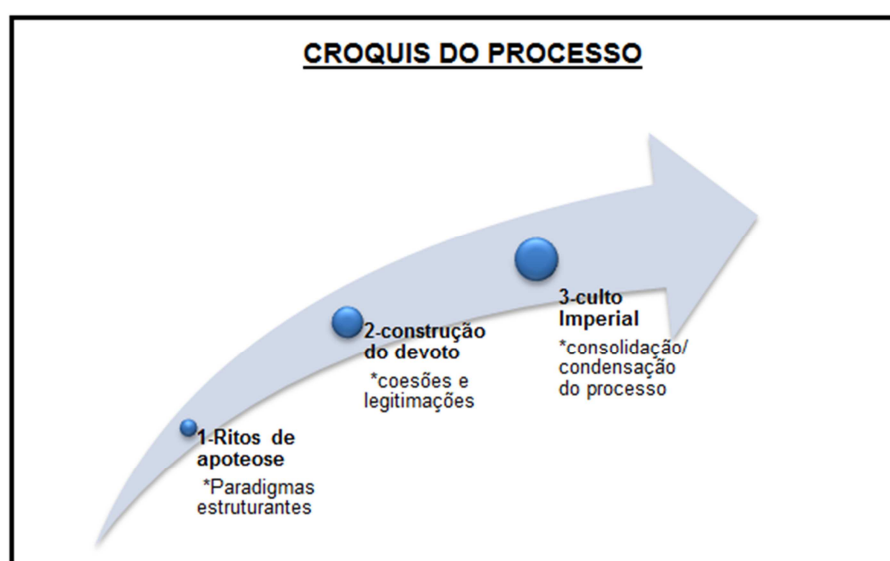 CROQUIS DO PROCESSO
1-Ritos de
apoteose
*Paradigmas
estruturantes
2-construção
do devoto
*coesões e
legitimações
3-culto
Imperial
*consolidação/
condensação
do processo